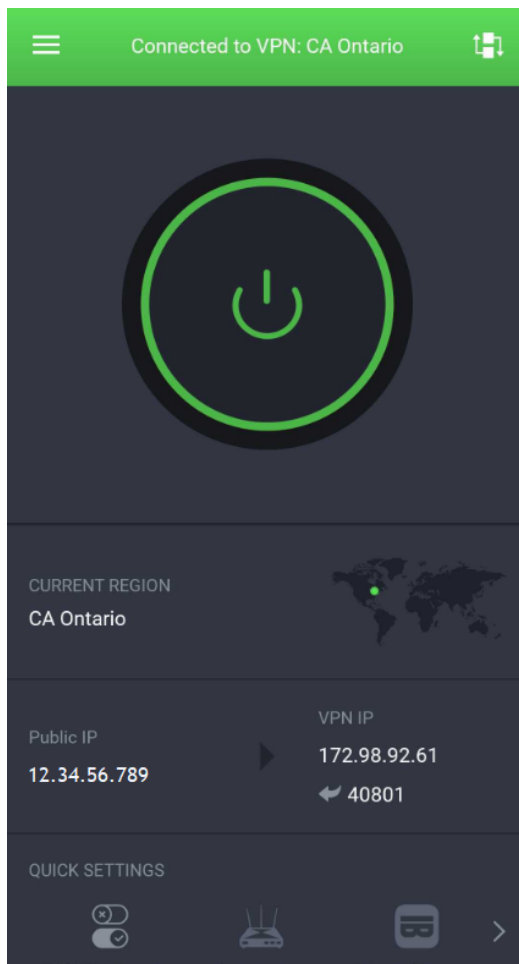 Connected to VPN: CA Ontario
CURRENT REGION
CA Ontario
Public IP
12.34.56.789
VPN IP
172.98.92.61
40801
QUICK SETTINGS